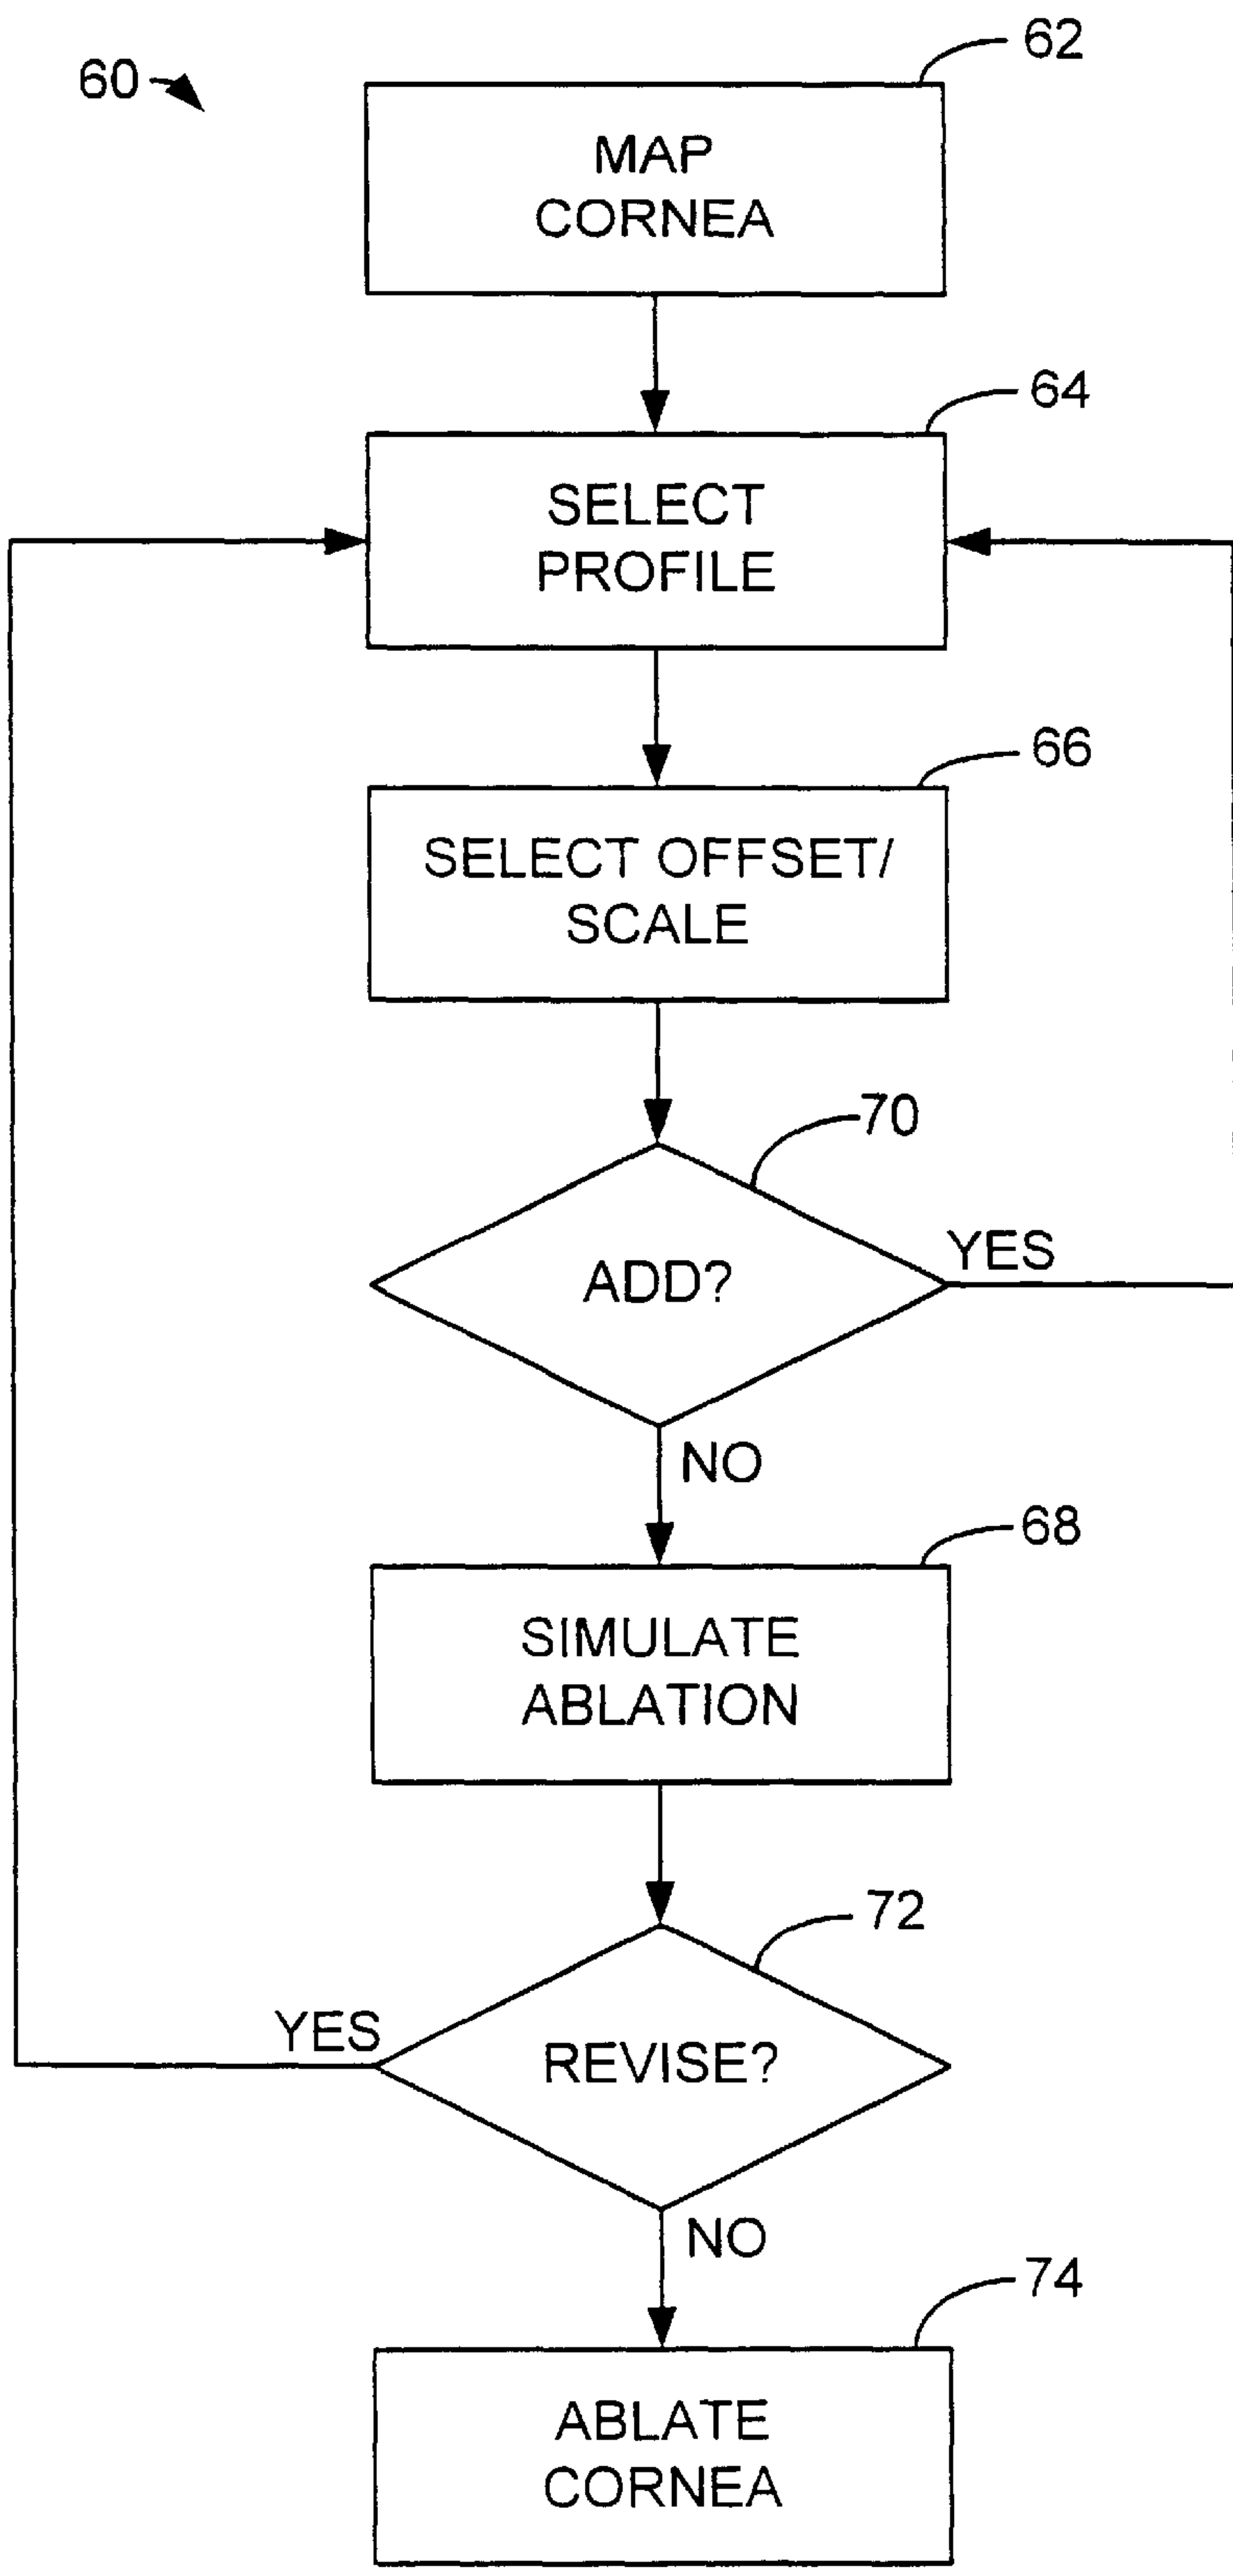 60
62
MAP
CORNEA
64
SELECT
PROFILE
66
SELECT OFFSET/
SCALE
70
ADD?
YES
NO
68
SIMULATE
ABLATION
72
YES
REVISE?
NO
74
ABLATE
CORNEA